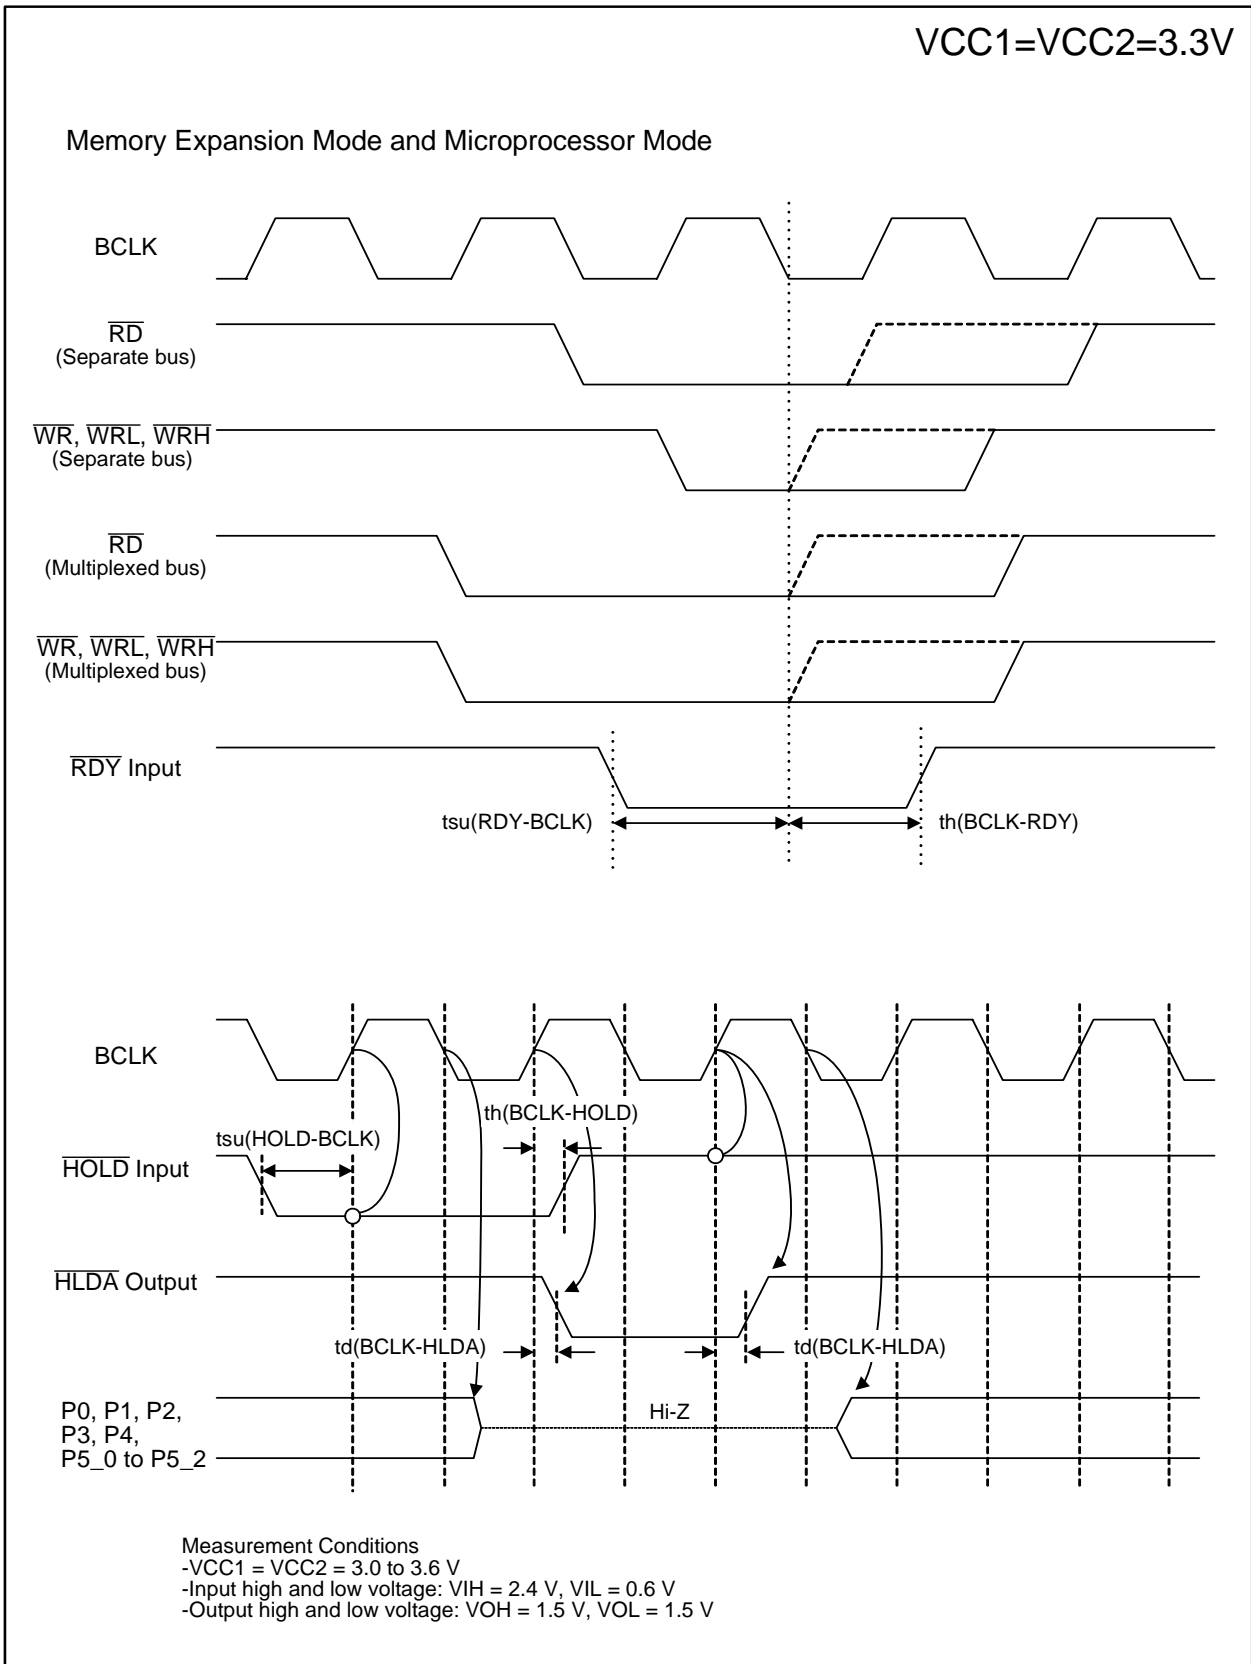 VCC1=VCC2=3.3V
Memory Expansion Mode and Microprocessor Mode
BCLK
RD
(Separate bus)
WR, WRL, WRH
(Separate bus)
RD
(Multiplexed bus)
WR, WRL, WRH
(Multiplexed bus)
RDY Input
tsu(RDY-BCLK)
th(BCLK-RDY)
BCLK
th(BCLK-HOLD)
tsu(HOLD-BCLK)
HOLD Input
HLDA Output
td(BCLK-HLDA)
td(BCLK-HLDA)
Hi-Z
P0, P1, P2,
P3, P4,
P5_0 to P5_2
Measurement Conditions
-VCC1 = VCC2 = 3.0 to 3.6 V
-Input high and low voltage: VIH = 2.4 V, VIL = 0.6 V
-Output high and low voltage: VOH = 1.5 V, VOL = 1.5 V